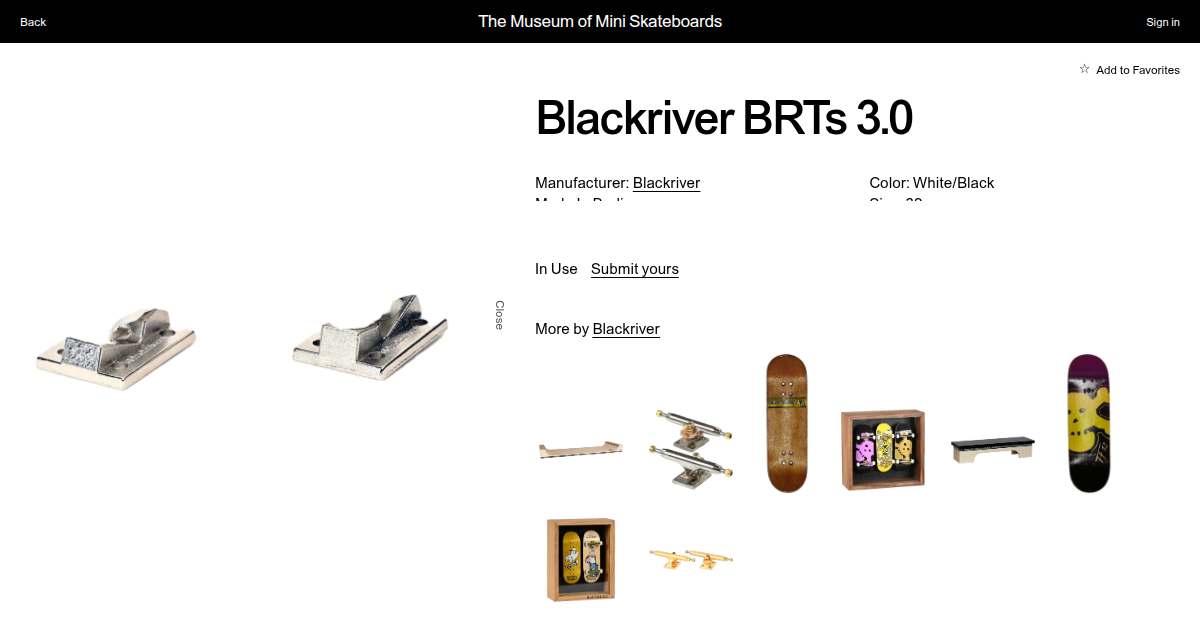 Back
The Museum of Mini Skateboards
Sign in
☆ Add to Favorites
Blackriver BRTs 3.0
Manufacturer: Blackriver
Color: White/Black
In Use Submit yours
Close
More by Blackriver